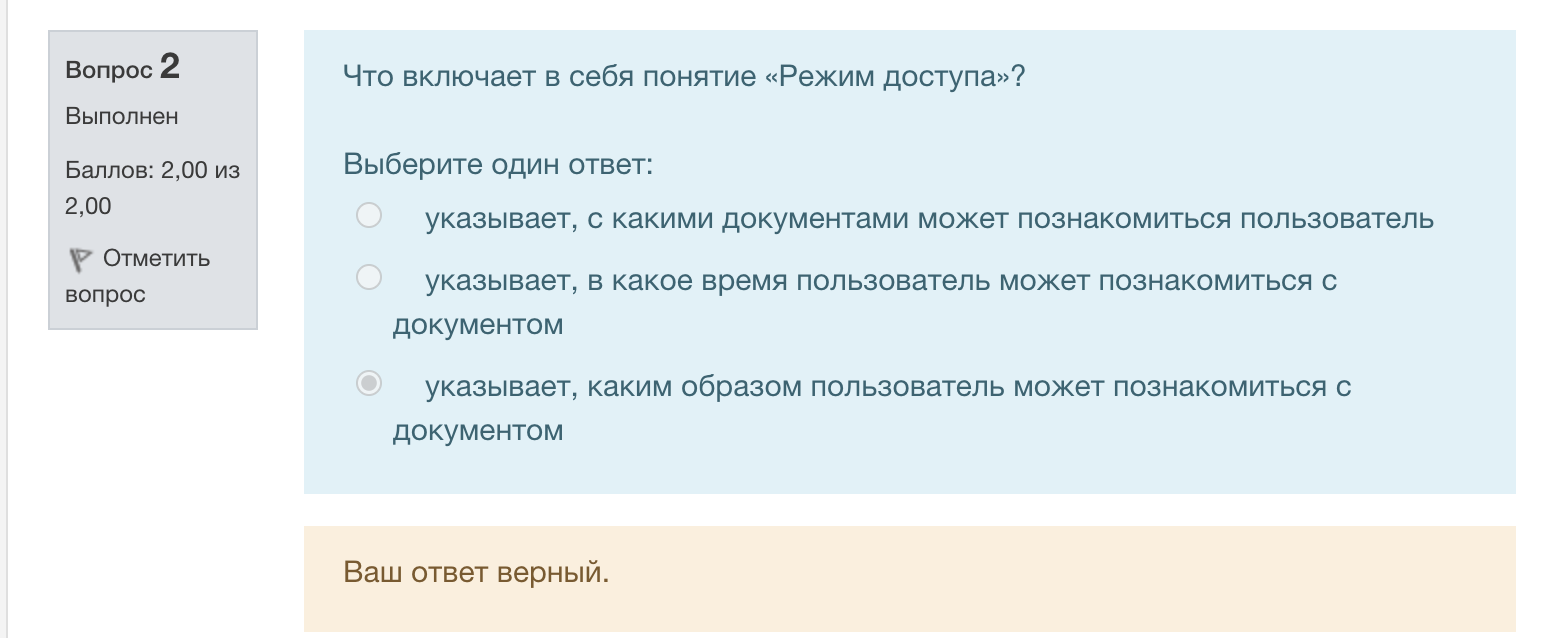 Вопрос 2
Выполнен
Баллов: 2,00 из
2,00
Отметить
вопрос
Что включает в себя понятие «Режим доступа»?
Выберите один ответ:
указывает, с какими документами может познакомиться пользователь
указывает, в какое время пользователь может познакомиться с
документом
указывает, каким образом пользователь может познакомиться с
документом
Ваш ответ верный.